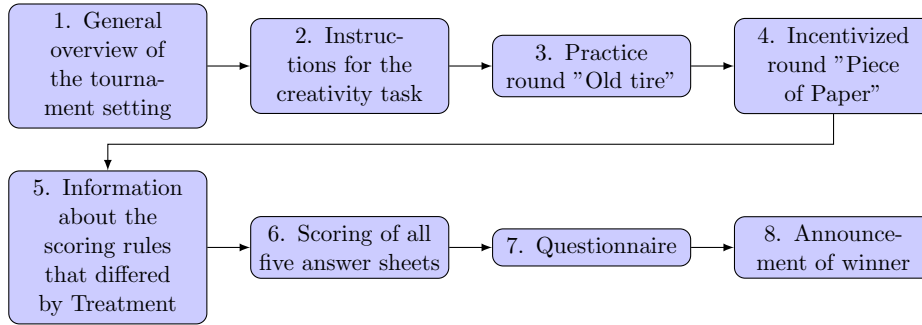 1. General
overview of
the tourna-
ment setting
2. Instruc-
tions for the
creativity task
3. Practice
round "Old tire"
4. Incentivized
round "Piece
of Paper"
5. Information
about the
scoring rules
that differed
by Treatment
6. Scoring of all
five answer sheets
7. Questionnaire
8. Announce-
ment of winner